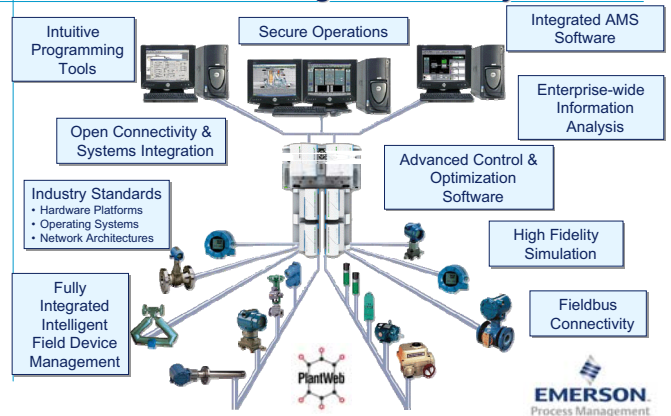 Intuitive
Programming
Tools
Secure Operations
Integrated AMS
Software
Enterprise-wide
Information
Analysis
Open Connectivity &
Systems Integration
Advanced Control &
Optimization
Software
Industry Standards
• Hardware Platforms
• Operating Systems
• Network Architectures
High Fidelity
Simulation
Fully
Integrated
Intelligent
Field Device
Management
Fieldbus
Connectivity
PlantWeb
EMERSON.
Process Management